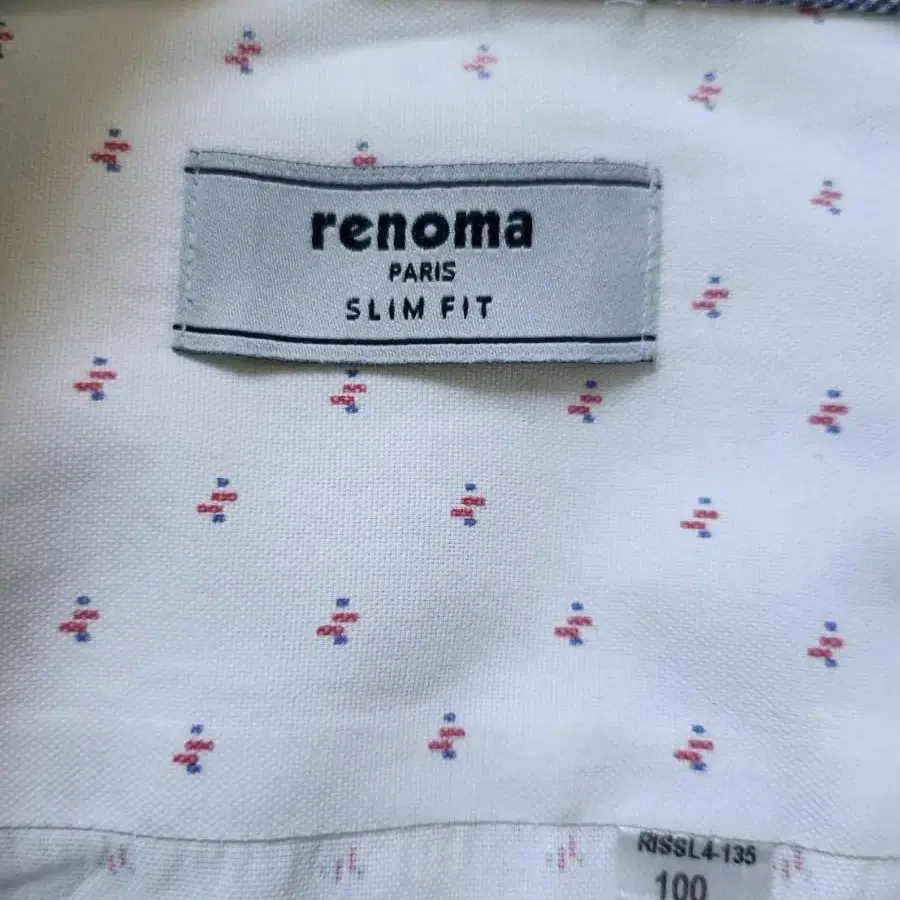 renoma
PARIS
SLIM FIT
RISSL4-135
100